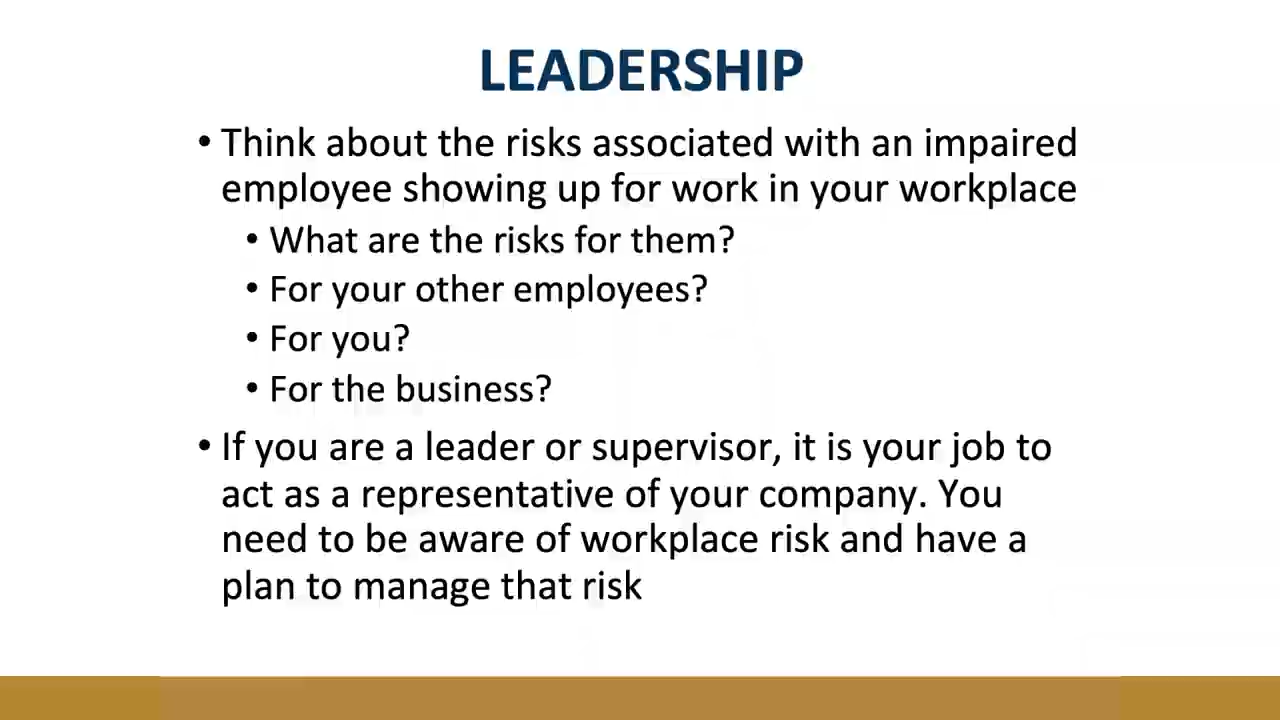 LEADERSHIP
• Think about the risks associated with an impaired
employee showing up for work in your workplace
• What are the risks for them?
• For your other employees?
• For you?
• For the business?
• If you are a leader or supervisor, it is your job to
act as a representative of your company. You
need to be aware of workplace risk and have a
plan to manage that risk